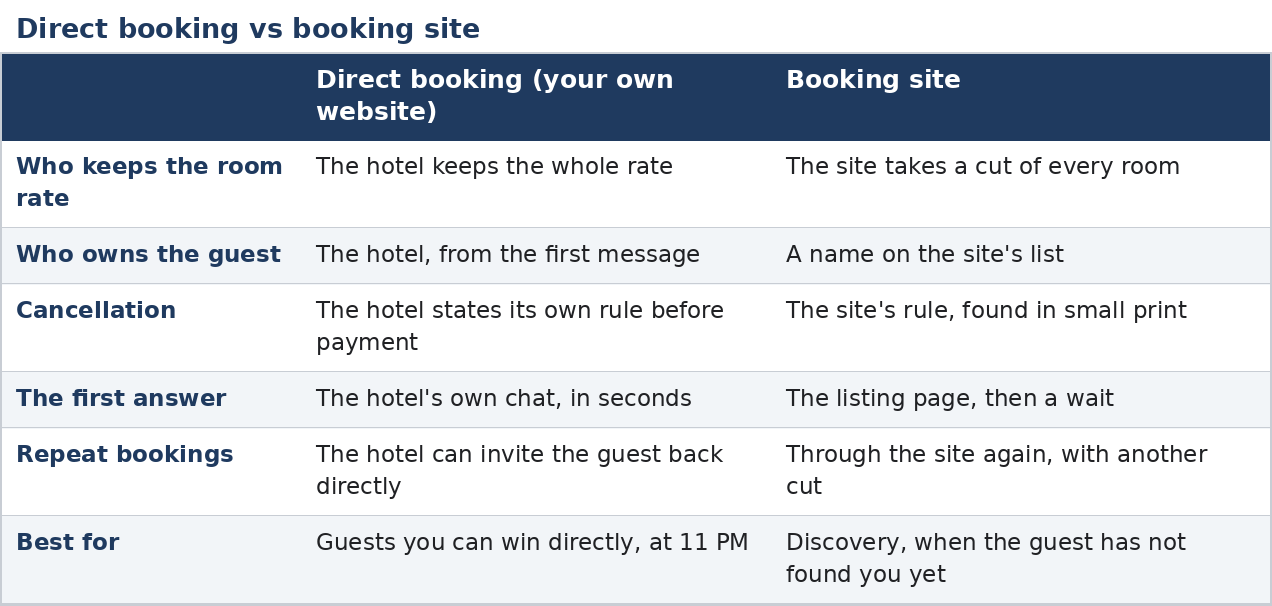 Direct booking vs booking site
Direct booking (your own
website)
Booking site
Who keeps the room
rate
The hotel keeps the whole rate
The site takes a cut of every room
Who owns the guest
The hotel, from the first message
A name on the site's list
Cancellation
The hotel states its own rule before
payment
The site's rule, found in small print
The first answer
The hotel's own chat, in seconds
The listing page, then a wait
Repeat bookings
The hotel can invite the guest back
directly
Through the site again, with another
cut
Best for
Guests you can win directly, at 11 PM
Discovery, when the guest has not
found you yet